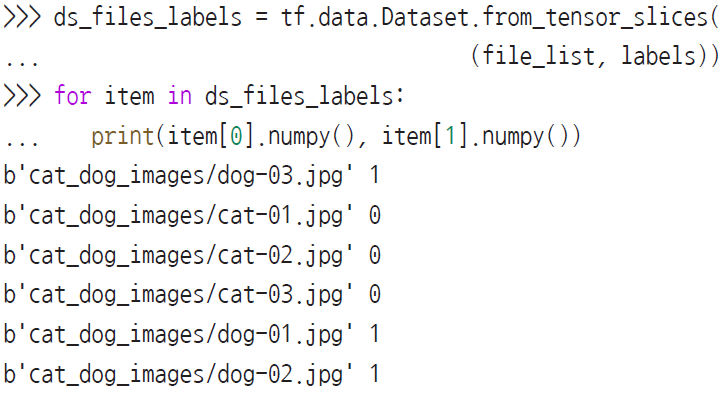 >>> ds_files_labels = tf.data.Dataset.from_tensor_slices(
...                               (file_list, labels))
>>> for item in ds_files_labels:
...    print(item[0].numpy(), item[1].numpy())
b'cat_dog_images/dog-03.jpg' 1
b'cat_dog_images/cat-01.jpg' 0
b'cat_dog_images/cat-02.jpg' 0
b'cat_dog_images/cat-03.jpg' 0
b'cat_dog_images/dog-01.jpg' 1
b'cat_dog_images/dog-02.jpg' 1